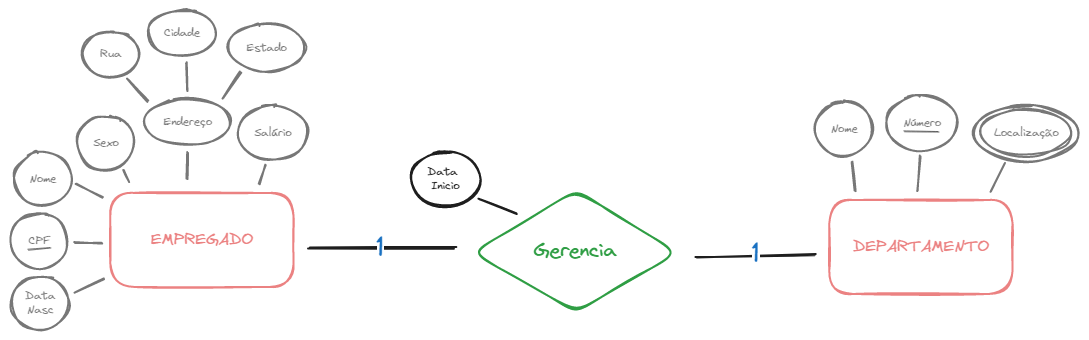 Cidade
Rua
Estado
Endereço
Salário
Sexo
Nome
CPF
Data
Nasc
EMPREGADO
1
Data
Inicio
Gerencia
1
Nome
Número
Localização
DEPARTAMENTO